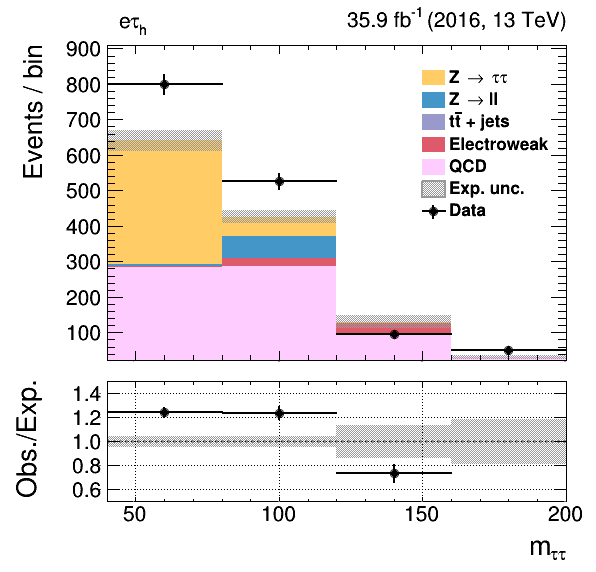 eτₕ 35.9 fb⁻¹ (2016, 13 TeV)
Events / bin
900
800
700
600
500
400
300
200
100
Z → ττ
Z → ll
tt̄ + jets
Electroweak
QCD
Exp. unc.
Data
Obs./Exp.
1.4
1.2
1.0
0.8
0.6
50 100 150 200
m_ττ